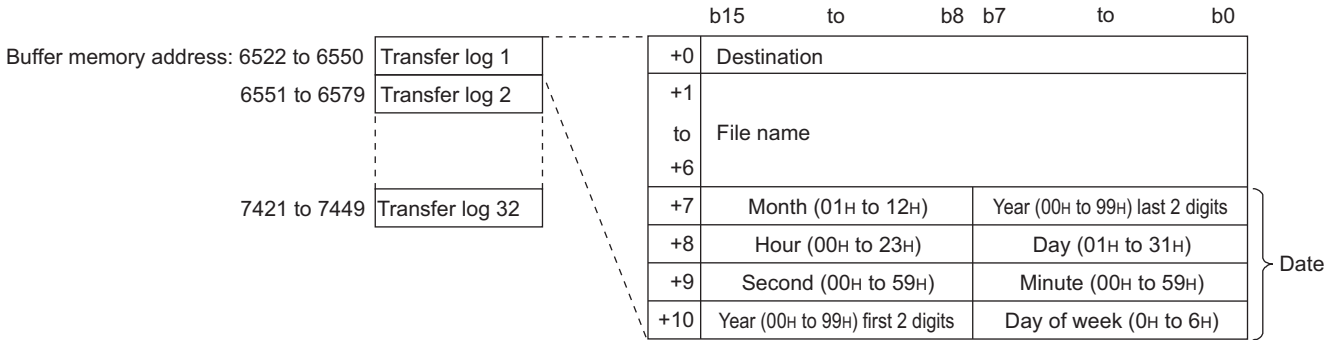 b15 to b8 b7 to b0
Buffer memory address: 6522 to 6550 Transfer log 1 +0 Destination
6551 to 6579 Transfer log 2 +1
to File name
+6
7421 to 7449 Transfer log 32 +7 Month (01H to 12H) Year (00H to 99H) last 2 digits
+8 Hour (00H to 23H) Day (01H to 31H)
Date
+9 Second (00H to 59H) Minute (00H to 59H)
+10 Year (00H to 99H) first 2 digits Day of week (0H to 6H)